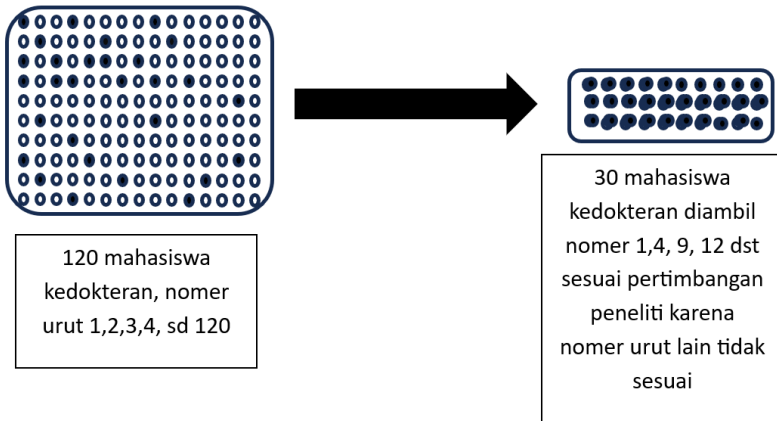 120 mahasiswa
kedokteran, nomer
urut 1,2,3,4, sd 120
30 mahasiswa
kedokteran diambil
nomer 1,4, 9, 12 dst
sesuai pertimbangan
peneliti karena
nomer urut lain tidak
sesuai